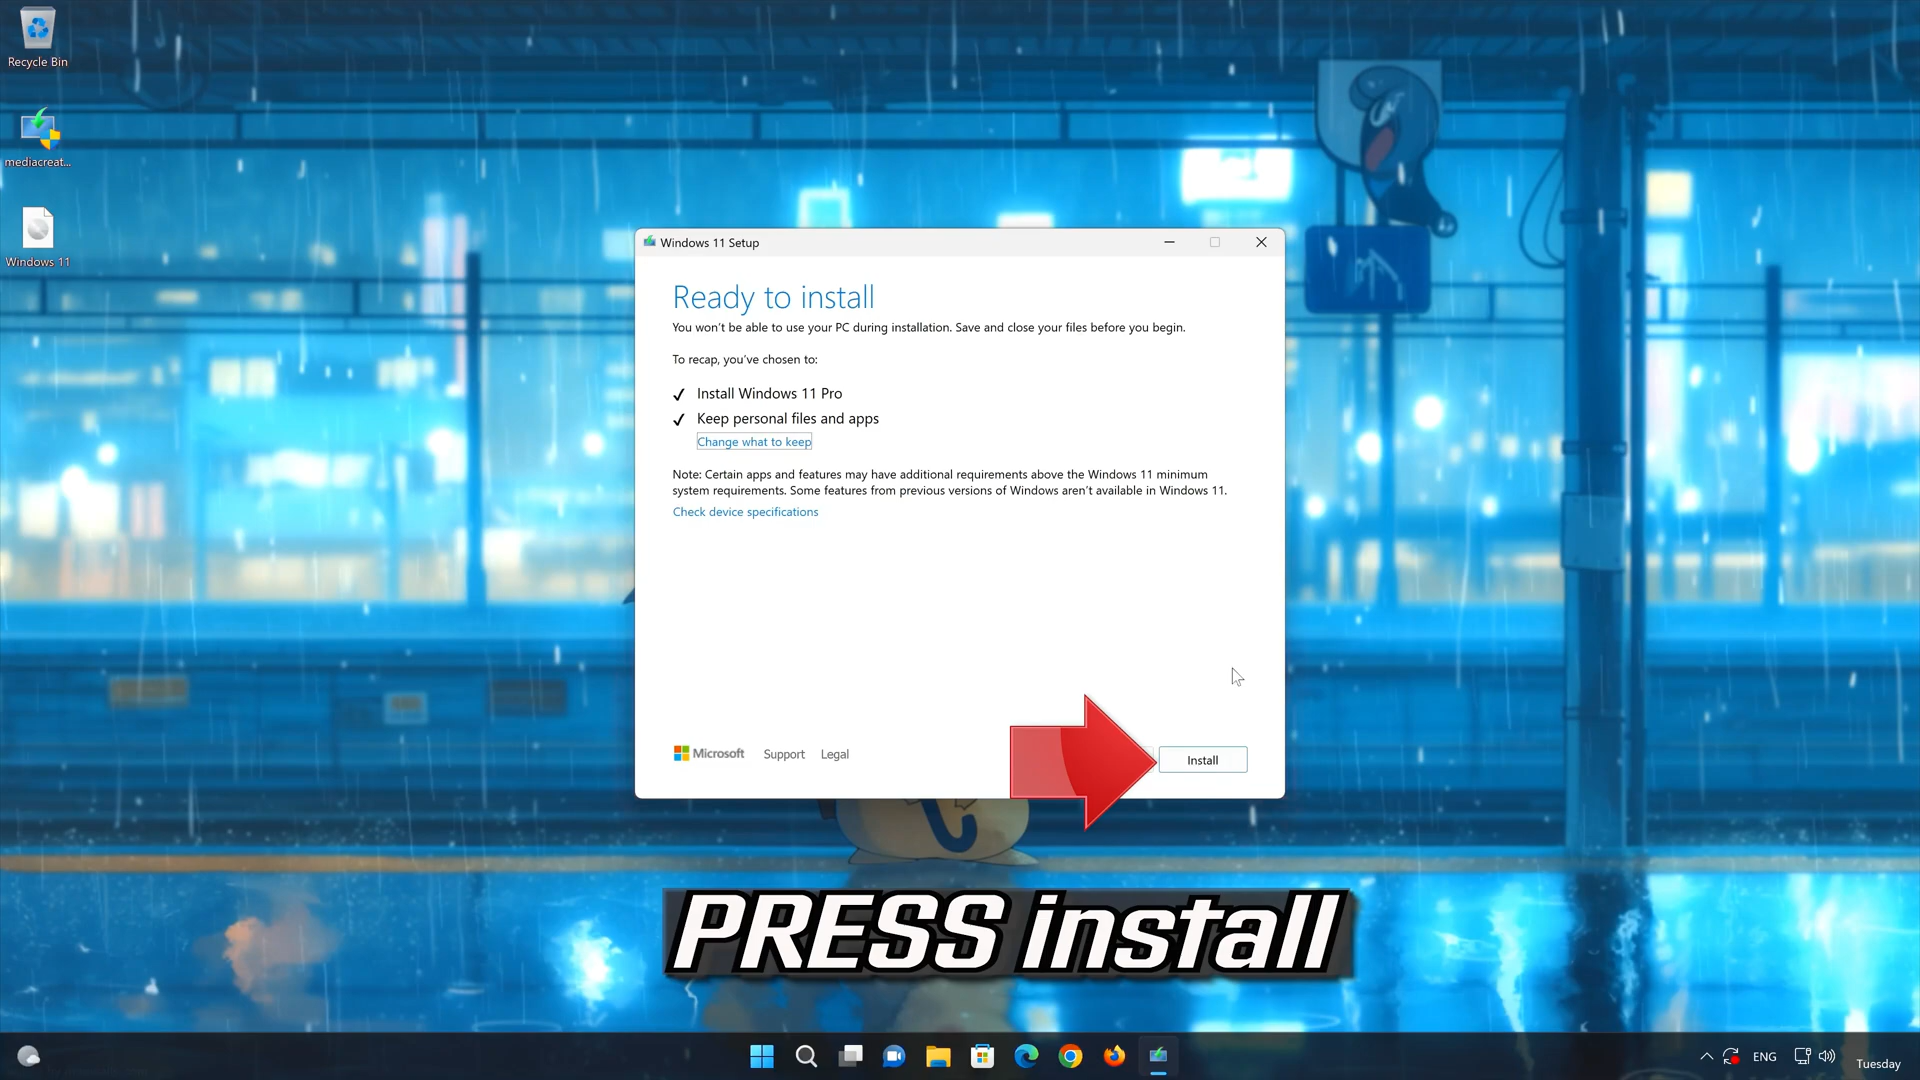 Recycle Bin
mediacreat...
Windows 11
Windows 11 Setup
Ready to install
You won't be able to use your PC during installation. Save and close your files before you begin.
To recap, you've chosen to:
Install Windows 11 Pro
Keep personal files and apps
Change what to keep
Note: Certain apps and features may have additional requirements above the Windows 11 minimum
system requirements. Some features from previous versions of Windows aren't available in Windows 11.
Check device specifications
Microsoft Support Legal
Install
PRESS install
ENG
Tuesday